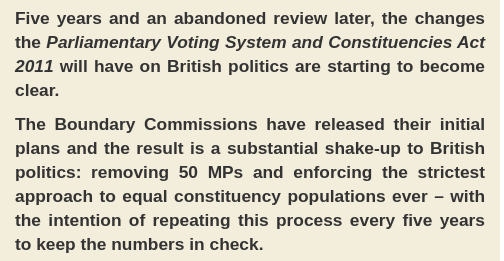 Five years and an abandoned review later, the changes
the Parliamentary Voting System and Constituencies Act
2011 will have on British politics are starting to become
clear.
The Boundary Commissions have released their initial
plans and the result is a substantial shake-up to British
politics: removing 50 MPs and enforcing the strictest
approach to equal constituency populations ever – with
the intention of repeating this process every five years
to keep the numbers in check.